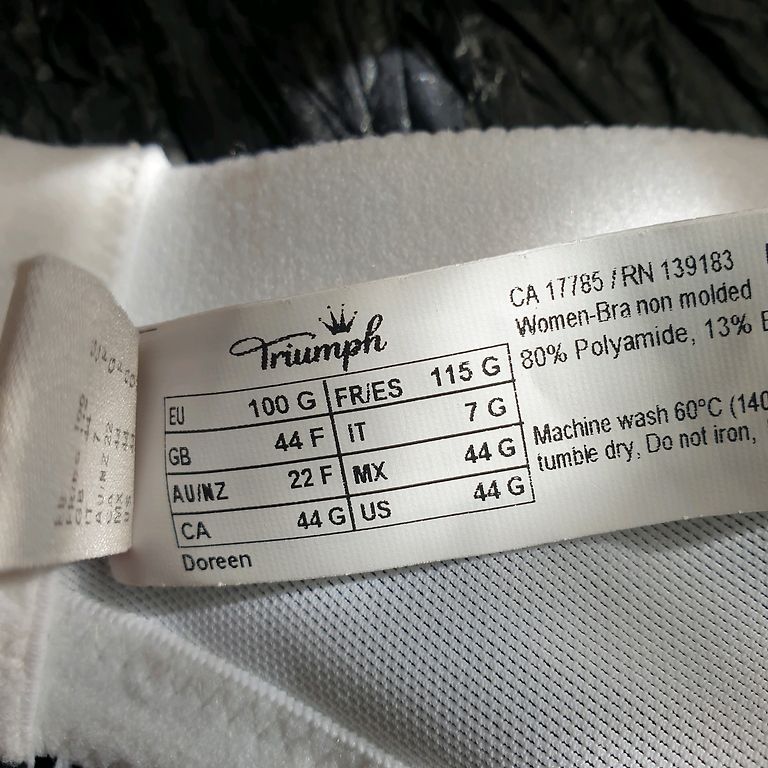 Triumph
EU 100 G FR/ES 115 G
GB 44 F IT 7 G
AU/NZ 22 F MX 44 G
CA 44 G US 44 G
Doreen
CA 17785 / RN 139183
Women-Bra non molded
80% Polyamide, 13% E
Machine wash 60°C (140
tumble dry, Do not iron,